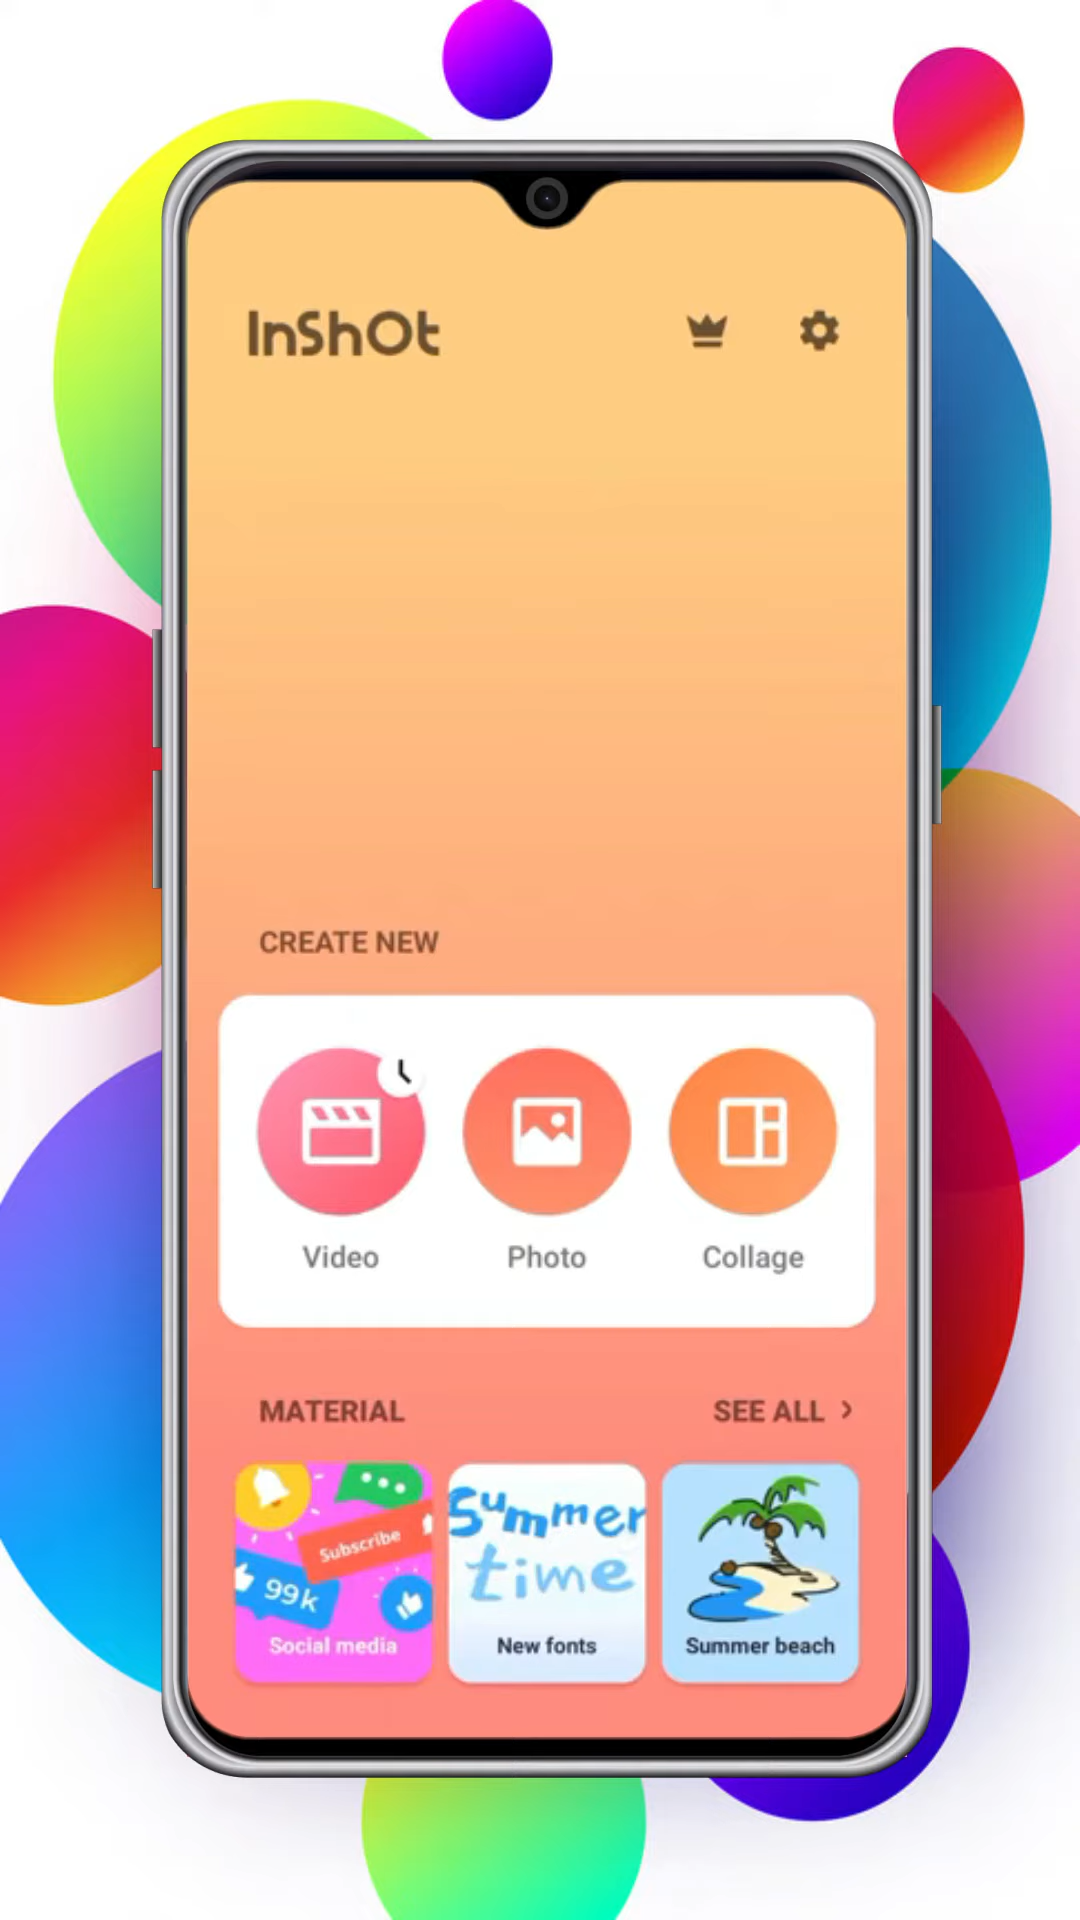 InShOt
CREATE NEW
Video
Photo
Collage
MATERIAL
SEE ALL
Subscribe
99k
Social media
Summer
time
New fonts
Summer beach